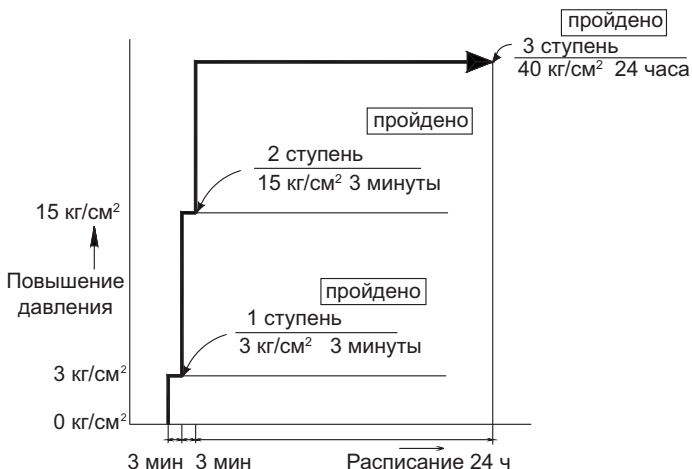 пройдено
3 ступень
40 кг/см² 24 часа
пройдено
2 ступень
15 кг/см² 3 минуты
15 кг/см²
Повышение
давления
пройдено
1 ступень
3 кг/см² 3 минуты
3 кг/см²
0 кг/см²
3 мин 3 мин Расписание 24 ч